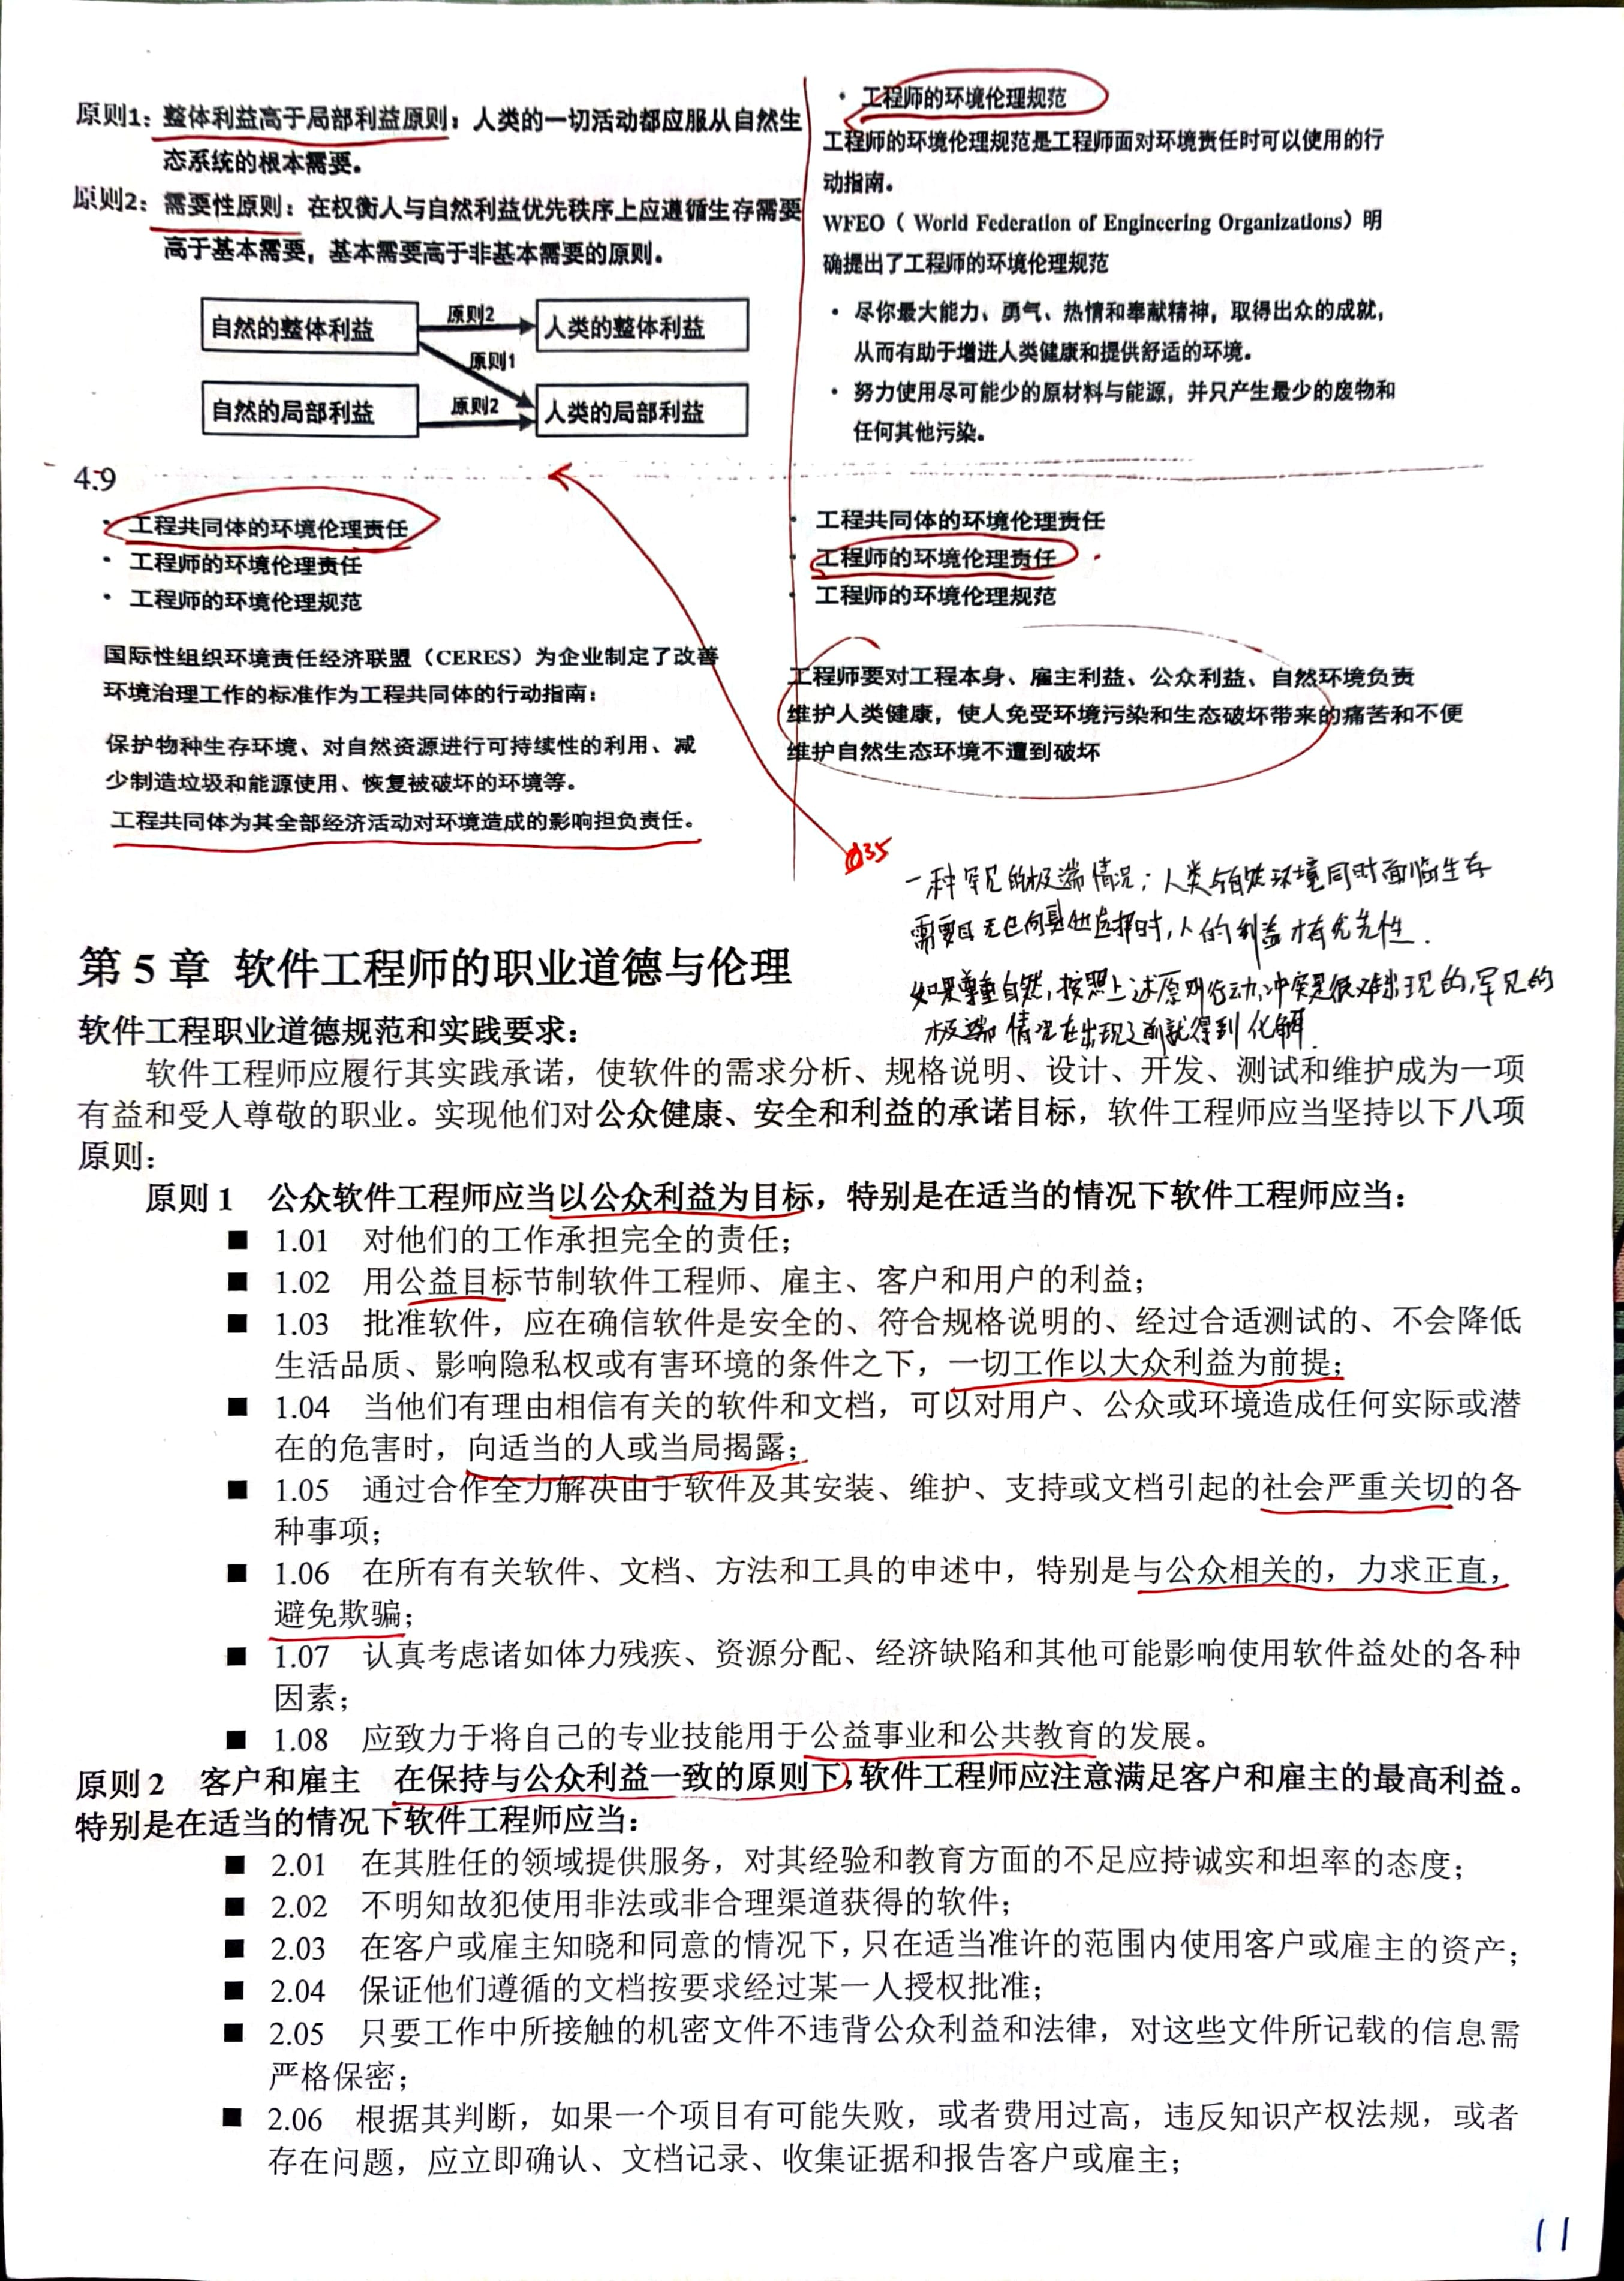 原则1：整体利益高于局部利益原则：人类的一切活动都应服从自然生
态系统的根本需要。
原则2：需要性原则：在权衡人与自然利益优先秩序上应遵循生存需要
高于基本需要，基本需要高于非基本需要的原则。
自然的整体利益
原则2
人类的整体利益
原则1
自然的局部利益
原则2
人类的局部利益
• 工程师的环境伦理规范
工程师的环境伦理规范是工程师面对环境责任时可以使用的行
动指南。
WFEO（ World Federation of Engineering Organizations）明
确提出了工程师的环境伦理规范
• 尽你最大能力、勇气、热情和奉献精神，取得出众的成就，
从而有助于增进人类健康和提供舒适的环境。
• 努力使用尽可能少的原材料与能源，并只产生最少的废物和
任何其他污染。
4.9
• 工程共同体的环境伦理责任
• 工程师的环境伦理责任
• 工程师的环境伦理规范
国际性组织环境责任经济联盟（CERES）为企业制定了改善
环境治理工作的标准作为工程共同体的行动指南：
保护物种生存环境、对自然资源进行可持续性的利用、减
少制造垃圾和能源使用、恢复被破坏的环境等。
工程共同体为其全部经济活动对环境造成的影响担负责任。
• 工程共同体的环境伦理责任
• 工程师的环境伦理责任
• 工程师的环境伦理规范
工程师要对工程本身、雇主利益、公众利益、自然环境负责
维护人类健康，使人免受环境污染和生态破坏带来的痛苦和不便
维护自然生态环境不遭到破坏
35
一种罕见的极端情况：人类与自然环境同时面临生存
需要且无任何其他选择时，人的利益才有优先性.
如果尊重自然，按照上述原则行动，冲突是很难出现的，罕见的
极端情况在出现之前就得到化解.
第 5 章 软件工程师的职业道德与伦理
软件工程职业道德规范和实践要求：
软件工程师应履行其实践承诺，使软件的需求分析、规格说明、设计、开发、测试和维护成为一项
有益和受人尊敬的职业。实现他们对公众健康、安全和利益的承诺目标，软件工程师应当坚持以下八项
原则：
原则 1 公众软件工程师应当以公众利益为目标，特别是在适当的情况下软件工程师应当：
■ 1.01 对他们的工作承担完全的责任；
■ 1.02 用公益目标节制软件工程师、雇主、客户和用户的利益；
■ 1.03 批准软件，应在确信软件是安全的、符合规格说明的、经过合适测试的、不会降低
生活品质、影响隐私权或有害环境的条件之下，一切工作以大众利益为前提；
■ 1.04 当他们有理由相信有关的软件和文档，可以对用户、公众或环境造成任何实际或潜
在的危害时，向适当的人或当局揭露；
■ 1.05 通过合作全力解决由于软件及其安装、维护、支持或文档引起的社会严重关切的各
种事项；
■ 1.06 在所有有关软件、文档、方法和工具的申述中，特别是与公众相关的，力求正直，
避免欺骗；
■ 1.07 认真考虑诸如体力残疾、资源分配、经济缺陷和其他可能影响使用软件益处的各种
因素；
■ 1.08 应致力于将自己的专业技能用于公益事业和公共教育的发展。
原则 2 客户和雇主 在保持与公众利益一致的原则下，软件工程师应注意满足客户和雇主的最高利益。
特别是在适当的情况下软件工程师应当：
■ 2.01 在其胜任的领域提供服务，对其经验和教育方面的不足应持诚实和坦率的态度；
■ 2.02 不明知故犯使用非法或非合理渠道获得的软件；
■ 2.03 在客户或雇主知晓和同意的情况下，只在适当准许的范围内使用客户或雇主的资产；
■ 2.04 保证他们遵循的文档按要求经过某一人授权批准；
■ 2.05 只要工作中所接触的机密文件不违背公众利益和法律，对这些文件所记载的信息需
严格保密；
■ 2.06 根据其判断，如果一个项目有可能失败，或者费用过高，违反知识产权法规，或者
存在问题，应立即确认、文档记录、收集证据和报告客户或雇主；
11